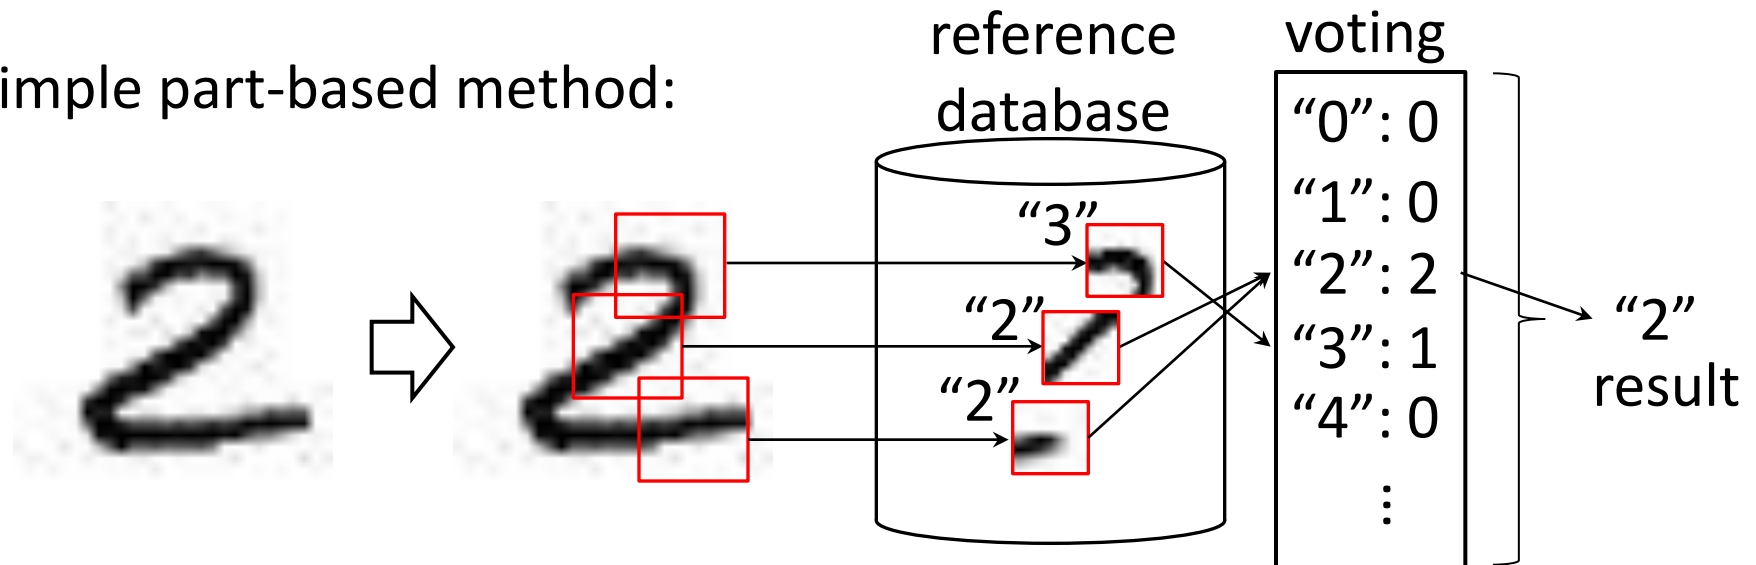 imple part-based method:
reference
database
voting
“3”
“2”
“2”
“0”: 0
“1”: 0
“2”: 2
“3”: 1
“4”: 0
⋮
“2”
result